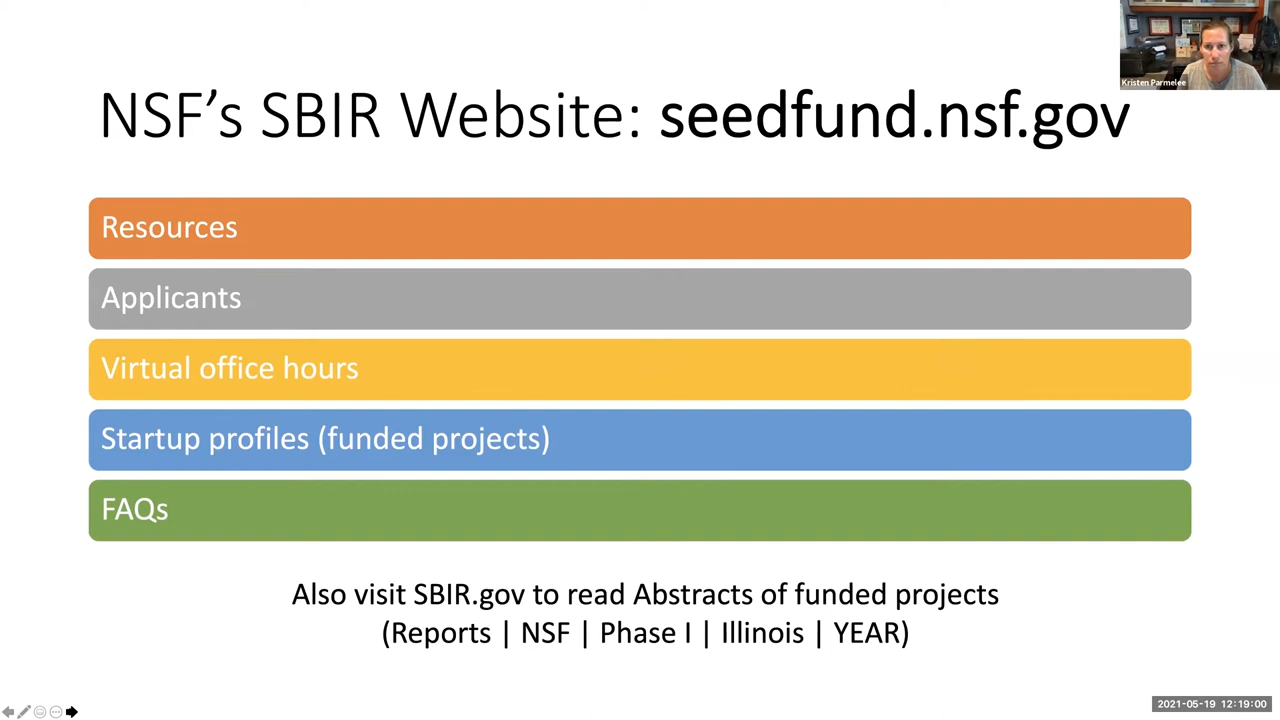 Kristen Parmelee
NSF’s SBIR Website: seedfund.nsf.gov
Resources
Applicants
Virtual office hours
Startup profiles (funded projects)
FAQs
Also visit SBIR.gov to read Abstracts of funded projects
(Reports | NSF | Phase I | Illinois | YEAR)
2021-05-19 12:19:00